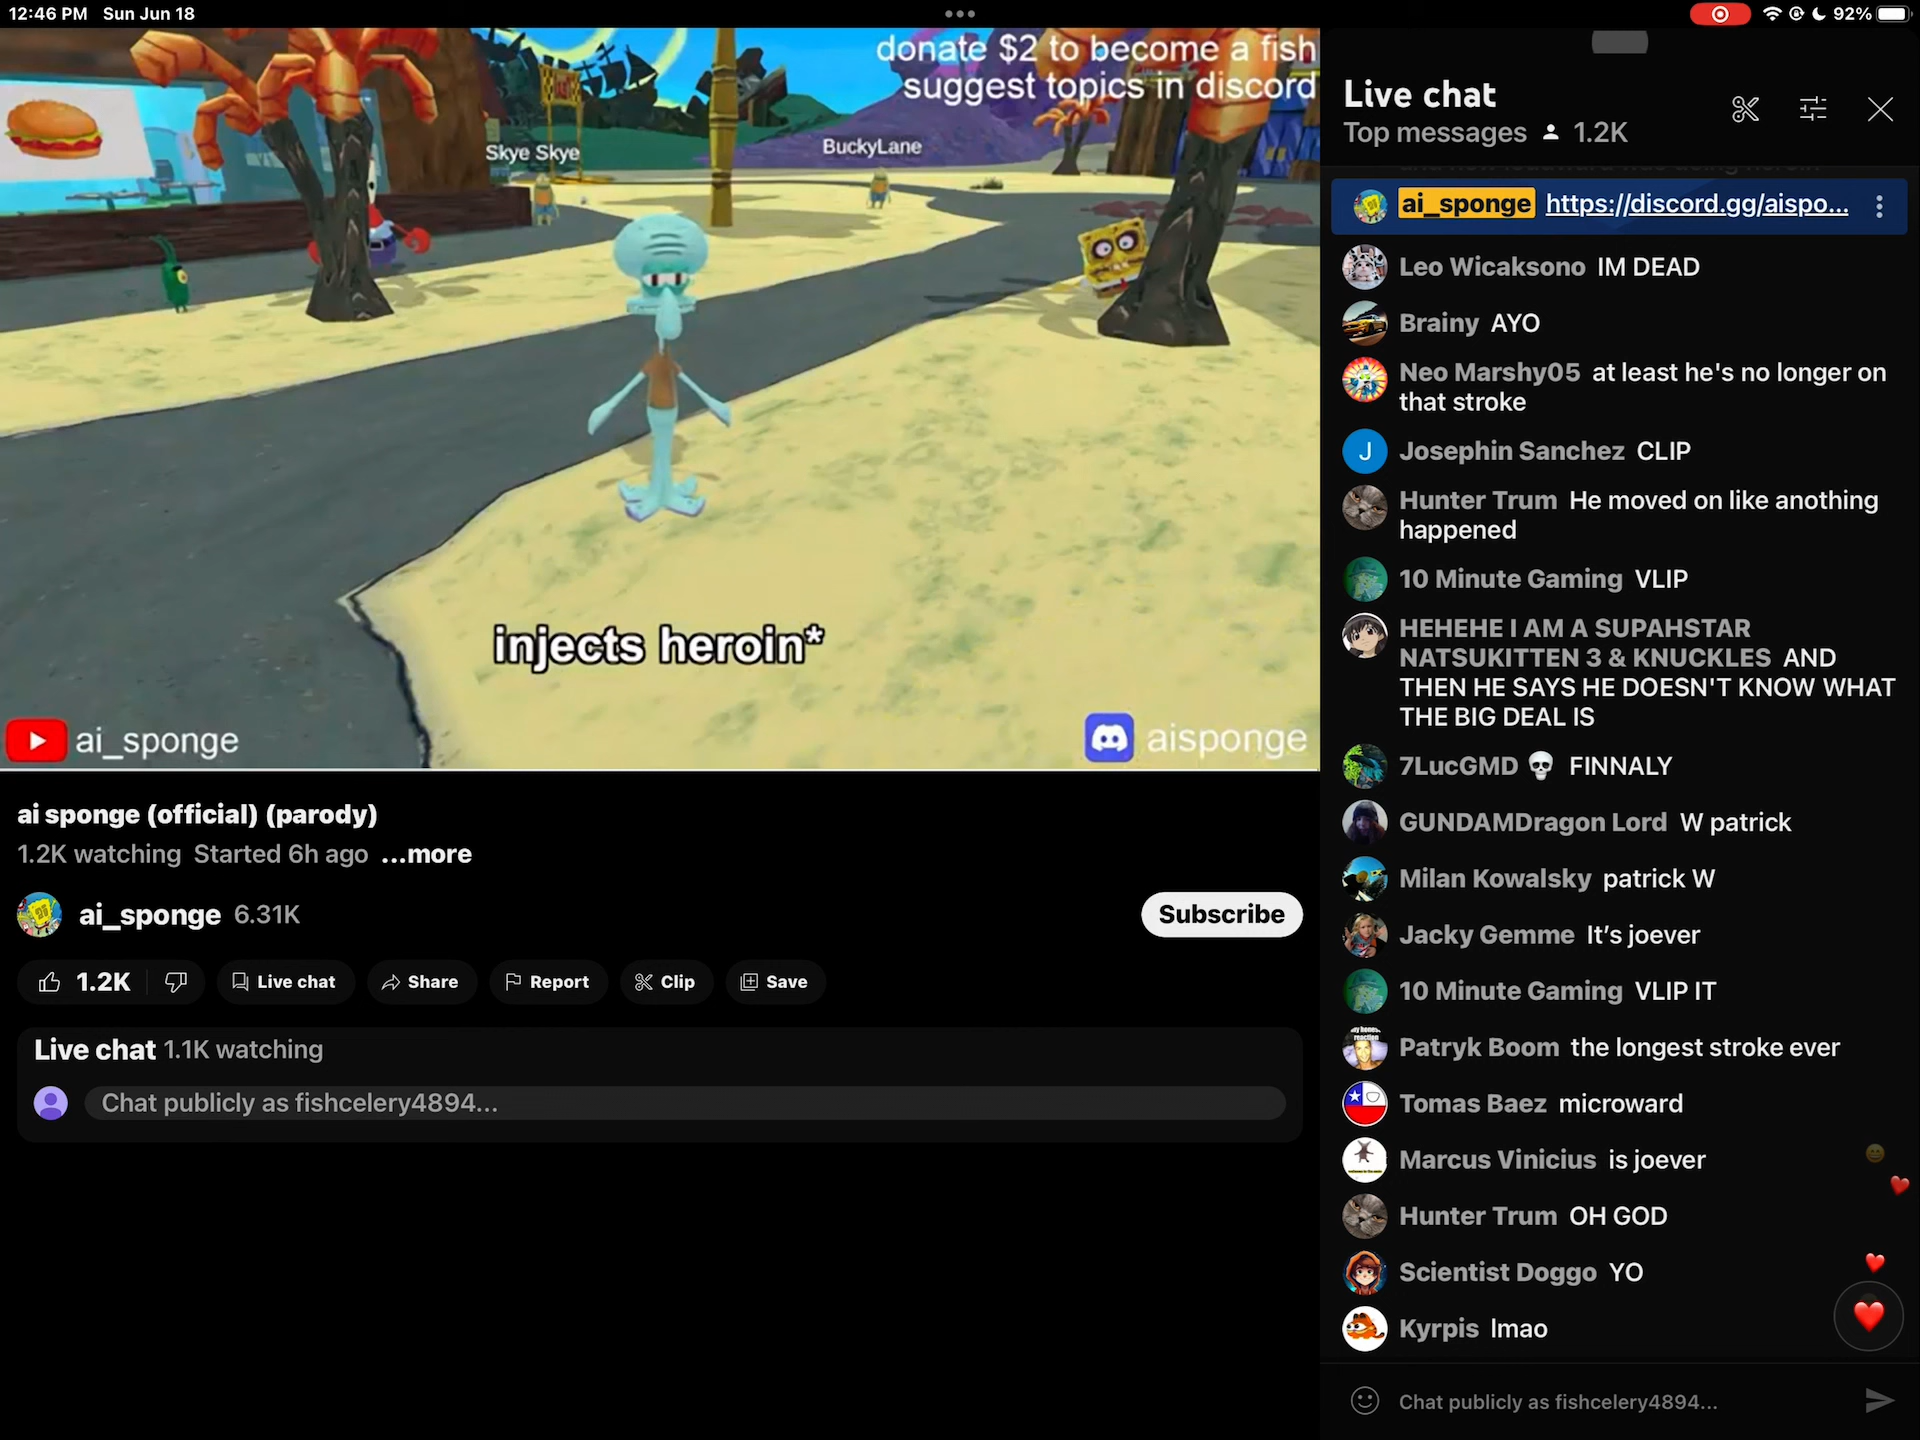 12:46 PM Sun Jun 18
92%
donate $2 to become a fish
suggest topics in discord
Skye Skye
BuckyLane
injects heroin*
ai_sponge
aisponge
ai sponge (official) (parody)
1.2K watching Started 6h ago ...more
ai_sponge 6.31K
Subscribe
1.2K
Live chat
Share
Report
Clip
Save
Live chat 1.1K watching
Chat publicly as fishcelery4894...
Live chat
Top messages 1.2K
ai_sponge https://discord.gg/aispo...
Leo Wicaksono IM DEAD
Brainy AYO
Neo Marshy05 at least he's no longer on
that stroke
J
Josephin Sanchez CLIP
Hunter Trum He moved on like anothing
happened
10 Minute Gaming VLIP
HEHEHE I AM A SUPAHSTAR
NATSUKITTEN 3 & KNUCKLES AND
THEN HE SAYS HE DOESN'T KNOW WHAT
THE BIG DEAL IS
7LucGMD 💀 FINNALY
GUNDAMDragon Lord W patrick
Milan Kowalsky patrick W
Jacky Gemme It's joever
10 Minute Gaming VLIP IT
Patryk Boom the longest stroke ever
Tomas Baez microward
Marcus Vinicius is joever
Hunter Trum OH GOD
Scientist Doggo YO
Kyrpis lmao
Chat publicly as fishcelery4894...